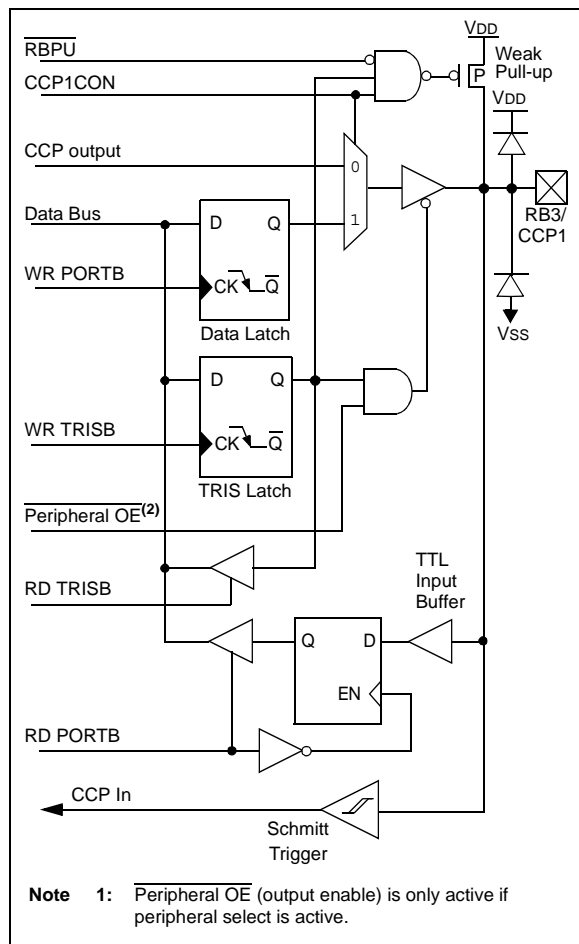 VDD
RBPU
Weak
Pull-up
P
CCP1CON
VDD
CCP output
0
Data Bus
D Q
1
RB3/
CCP1
WR PORTB
CK Q
VSS
Data Latch
D Q
WR TRISB
CK Q
TRIS Latch
Peripheral OE(2)
TTL
Input
Buffer
RD TRISB
Q D
EN
RD PORTB
CCP In
Schmitt
Trigger
Note 1: Peripheral OE (output enable) is only active if
peripheral select is active.